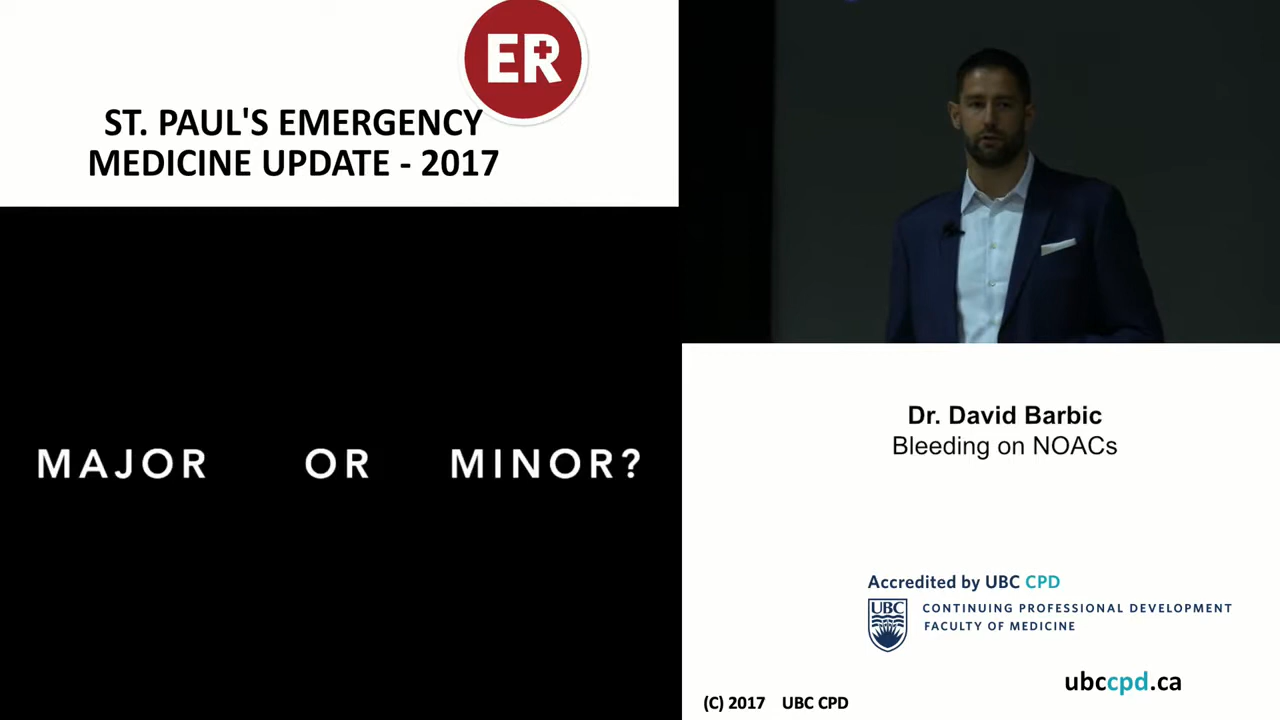 ER
ST. PAUL'S EMERGENCY
MEDICINE UPDATE - 2017
MAJOR OR MINOR?
Dr. David Barbic
Bleeding on NOACs
Accredited by UBC CPD
UBC
CONTINUING PROFESSIONAL DEVELOPMENT
FACULTY OF MEDICINE
ubccpd.ca
(C) 2017 UBC CPD